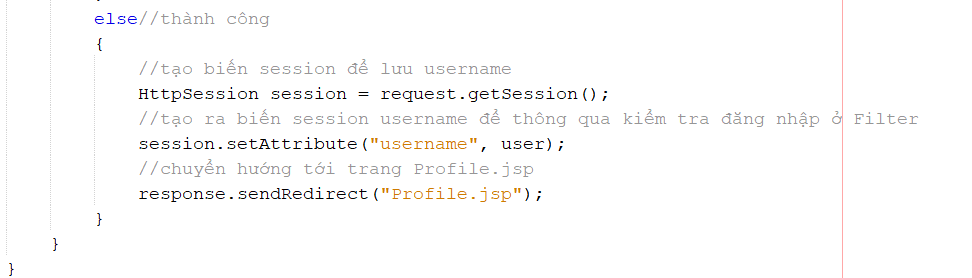 else//thành công
{
//tạo biến session để lưu username
HttpSession session = request.getSession();
//tạo ra biến session username để thông qua kiểm tra đăng nhập ở Filter
session.setAttribute("username", user);
//chuyển hướng tới trang Profile.jsp
response.sendRedirect("Profile.jsp");
}
}
}